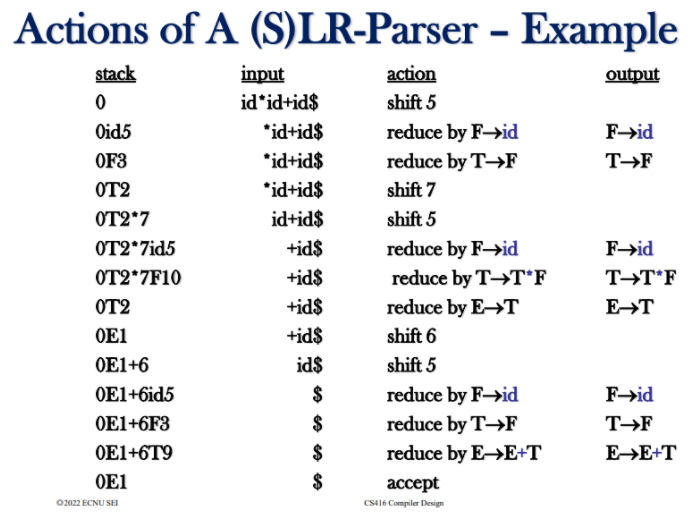 Actions of A (S)LR-Parser – Example
stack input action output
0 id*id+id$ shift 5
0id5 *id+id$ reduce by F→id F→id
0F3 *id+id$ reduce by T→F T→F
0T2 *id+id$ shift 7
0T2*7 id+id$ shift 5
0T2*7id5 +id$ reduce by F→id F→id
0T2*7F10 +id$ reduce by T→T*F T→T*F
0T2 +id$ reduce by E→T E→T
0E1 +id$ shift 6
0E1+6 id$ shift 5
0E1+6id5 $ reduce by F→id F→id
0E1+6F3 $ reduce by T→F T→F
0E1+6T9 $ reduce by E→E+T E→E+T
0E1 $ accept
©2022 ECNU SEI CS416 Compiler Design